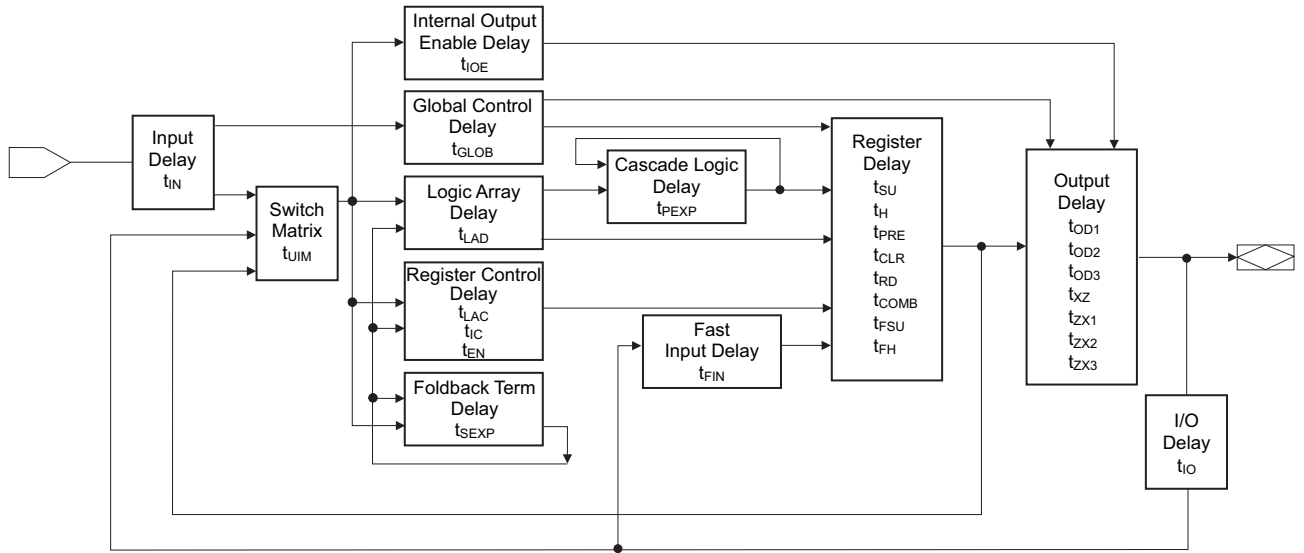 Internal Output
Enable Delay
tIOE
Global Control
Delay
tGLOB
Input
Delay
tIN
Switch
Matrix
tUIM
Logic Array
Delay
tLAD
Cascade Logic
Delay
tPEXP
Register Control
Delay
tLAC
tIC
tEN
Foldback Term
Delay
tSEXP
Fast
Input Delay
tFIN
Register
Delay
tSU
tH
tPRE
tCLR
tRD
tCOMB
tFSU
tFH
Output
Delay
tOD1
tOD2
tOD3
tXZ
tZX1
tZX2
tZX3
I/O
Delay
tIO